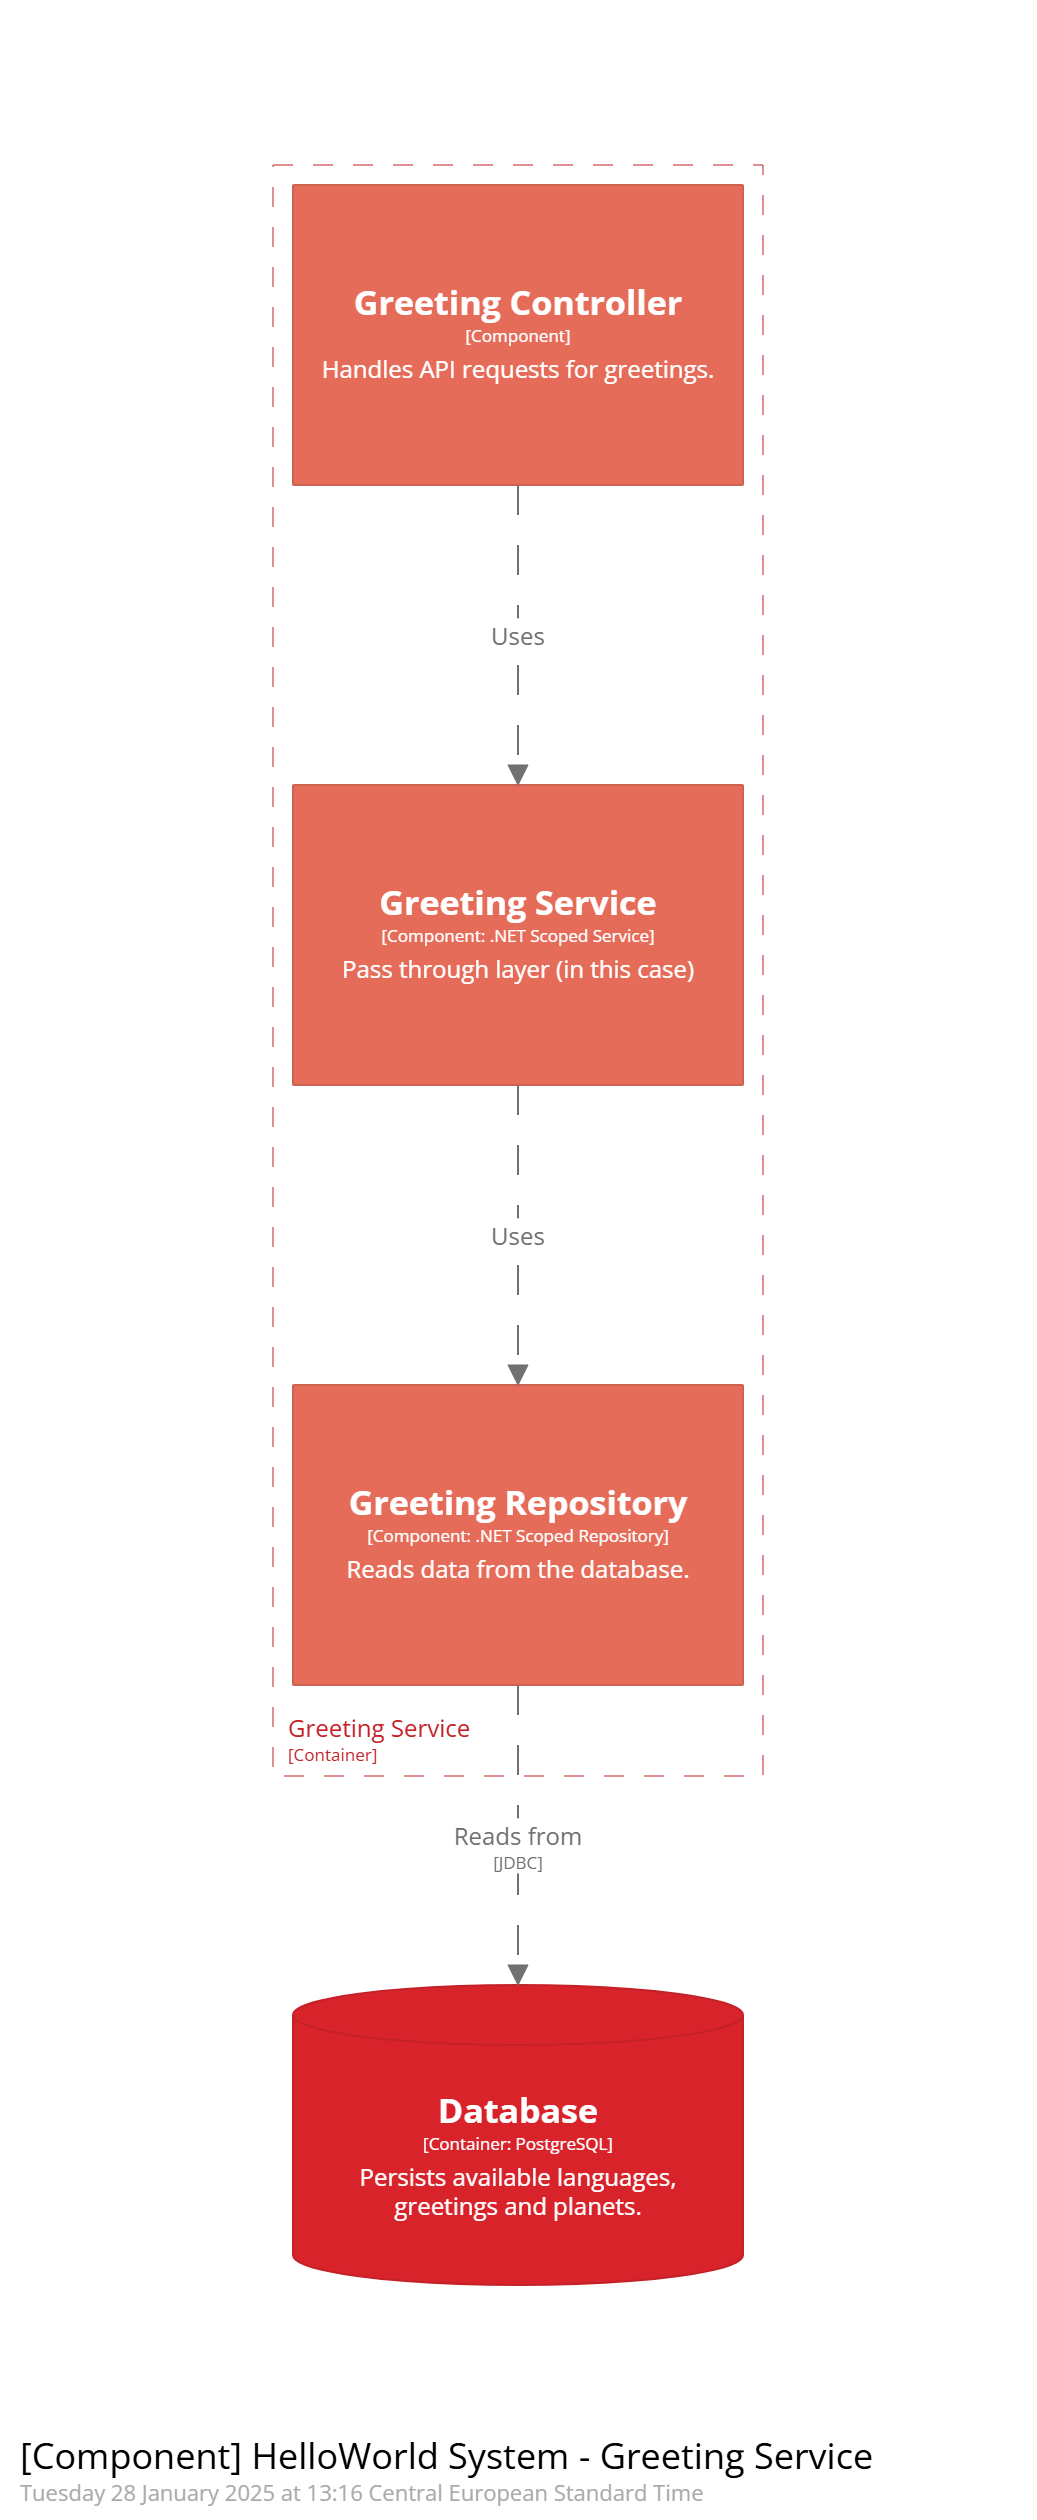 Greeting Controller
[Component]
Handles API requests for greetings.
Uses
Greeting Service
[Component: .NET Scoped Service]
Pass through layer (in this case)
Uses
Greeting Repository
[Component: .NET Scoped Repository]
Reads data from the database.
Greeting Service
[Container]
Reads from
[JDBC]
Database
[Container: PostgreSQL]
Persists available languages,
greetings and planets.
[Component] HelloWorld System - Greeting Service
Tuesday 28 January 2025 at 13:16 Central European Standard Time